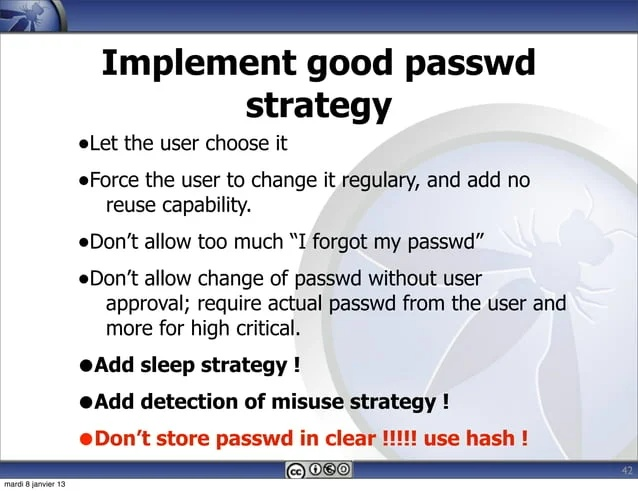 Implement good passwd
strategy
•Let the user choose it
•Force the user to change it regulary, and add no
reuse capability.
•Don’t allow too much “I forgot my passwd”
•Don’t allow change of passwd without user
approval; require actual passwd from the user and
more for high critical.
•Add sleep strategy !
•Add detection of misuse strategy !
•Don’t store passwd in clear !!!!! use hash !
cc
42
mardi 8 janvier 13